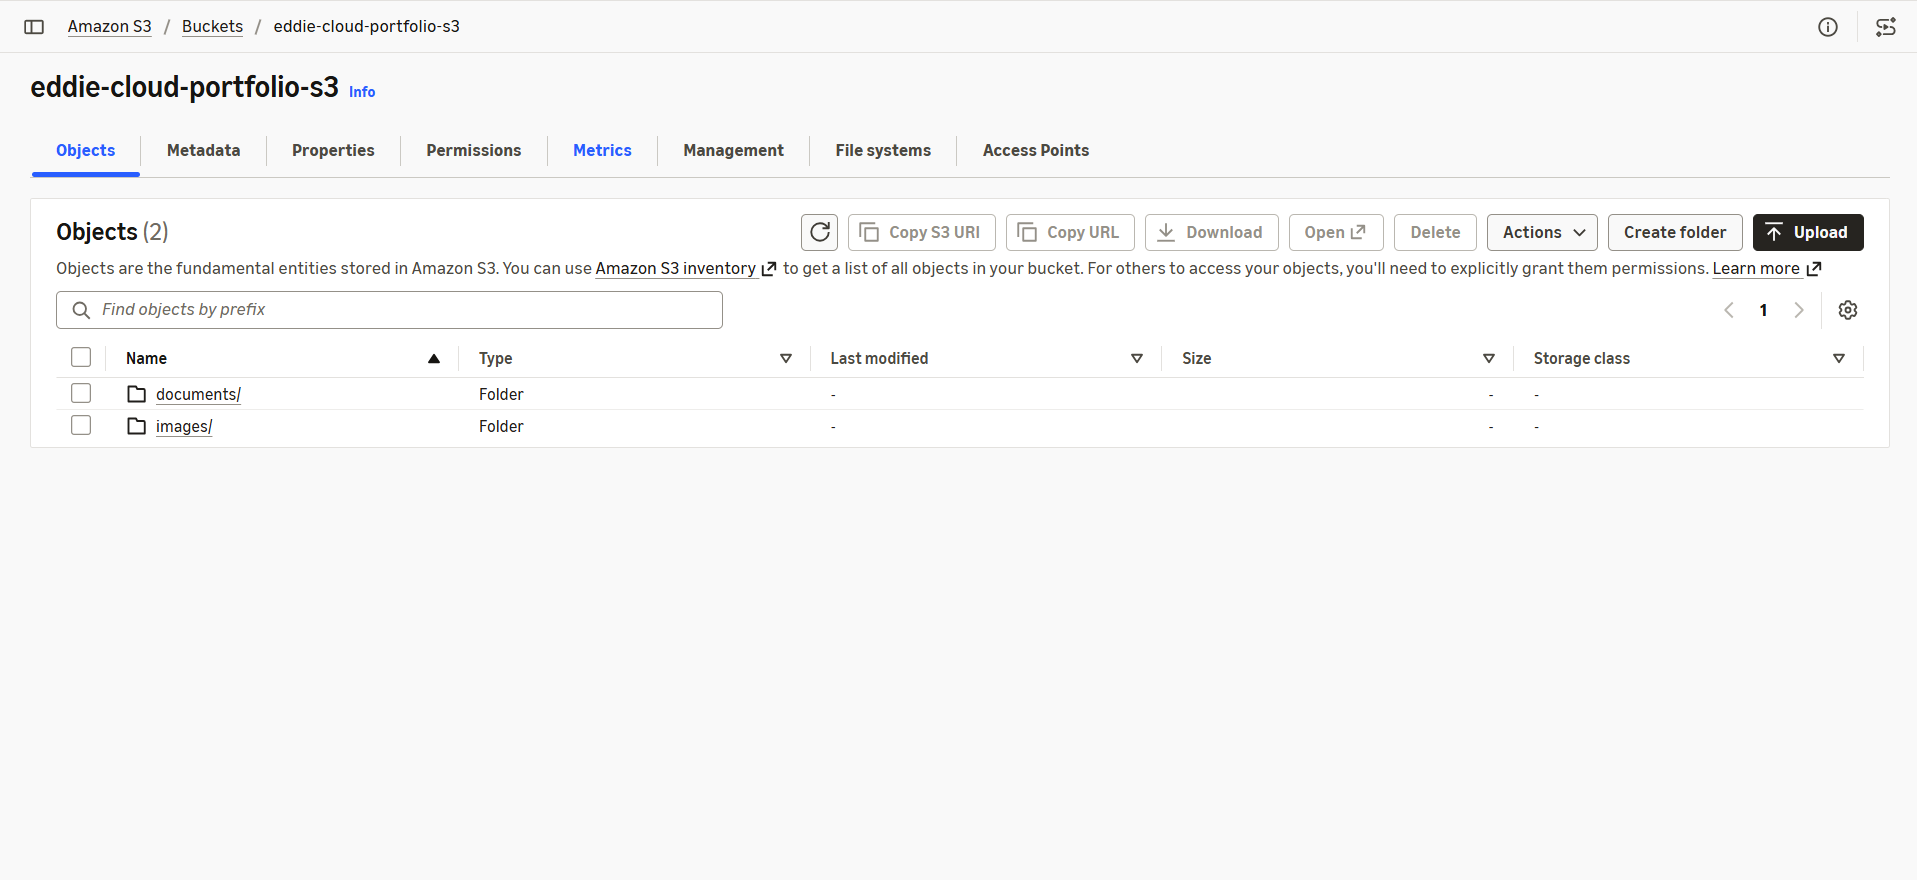 Amazon S3 / Buckets / eddie-cloud-portfolio-s3
eddie-cloud-portfolio-s3 Info
Objects Metadata Properties Permissions Metrics Management File systems Access Points
Objects (2) Copy S3 URI Copy URL Download Open Delete Actions Create folder Upload
Objects are the fundamental entities stored in Amazon S3. You can use Amazon S3 inventory to get a list of all objects in your bucket. For others to access your objects, you'll need to explicitly grant them permissions. Learn more
Find objects by prefix 1
Name Type Last modified Size Storage class
documents/ Folder - - -
images/ Folder - - -